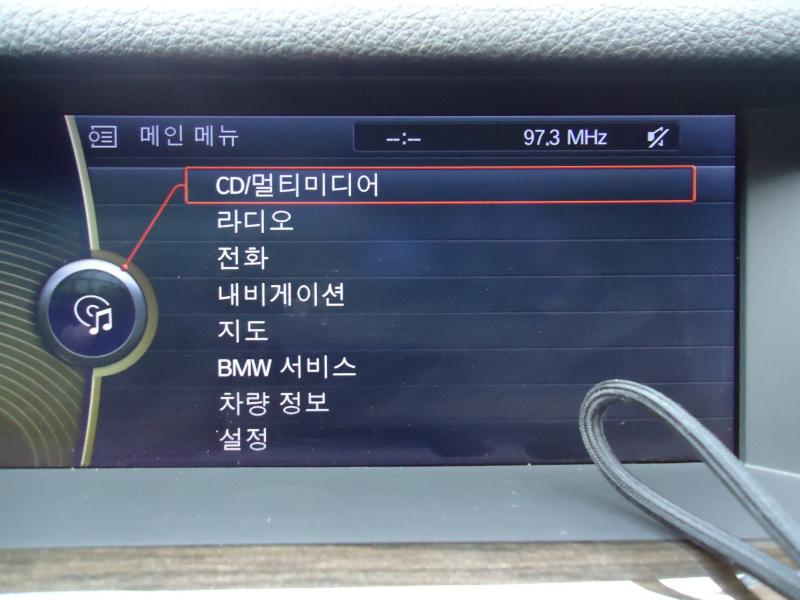 메인 메뉴 --:-- 97.3 MHz
CD/멀티미디어
라디오
전화
내비게이션
지도
BMW 서비스
차량 정보
설정